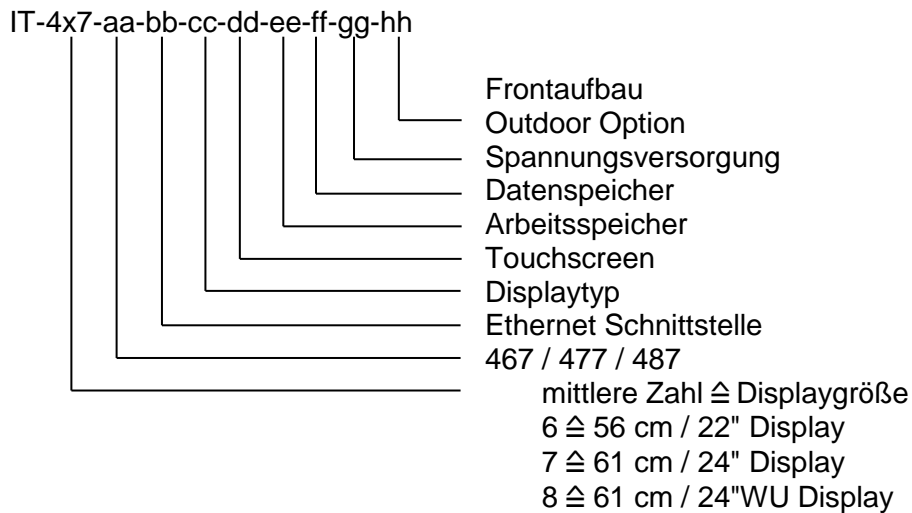 IT-4x7-aa-bb-cc-dd-ee-ff-gg-hh
Frontaufbau
Outdoor Option
Spannungsversorgung
Datenspeicher
Arbeitsspeicher
Touchscreen
Displaytyp
Ethernet Schnittstelle
467 / 477 / 487
mittlere Zahl ≙ Displaygröße
6 ≙ 56 cm / 22" Display
7 ≙ 61 cm / 24" Display
8 ≙ 61 cm / 24"WU Display